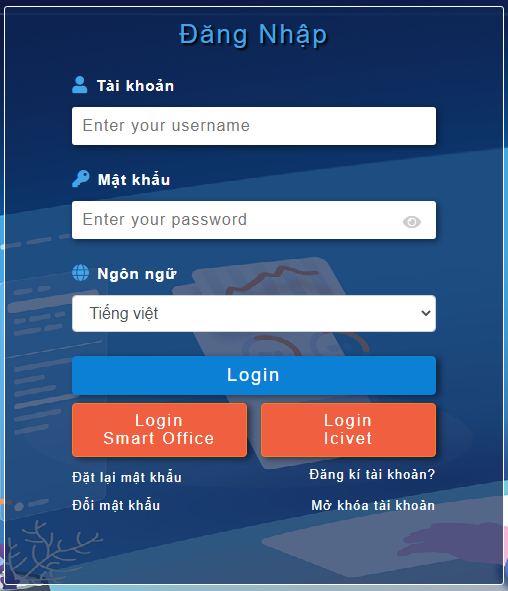 Đăng Nhập
Tài khoản
Enter your username
Mật khẩu
Enter your password
Ngôn ngữ
Tiếng việt
Login
Login
Smart Office
Login
Icivet
Đặt lại mật khẩu
Đăng kí tài khoản?
Đổi mật khẩu
Mở khóa tài khoản